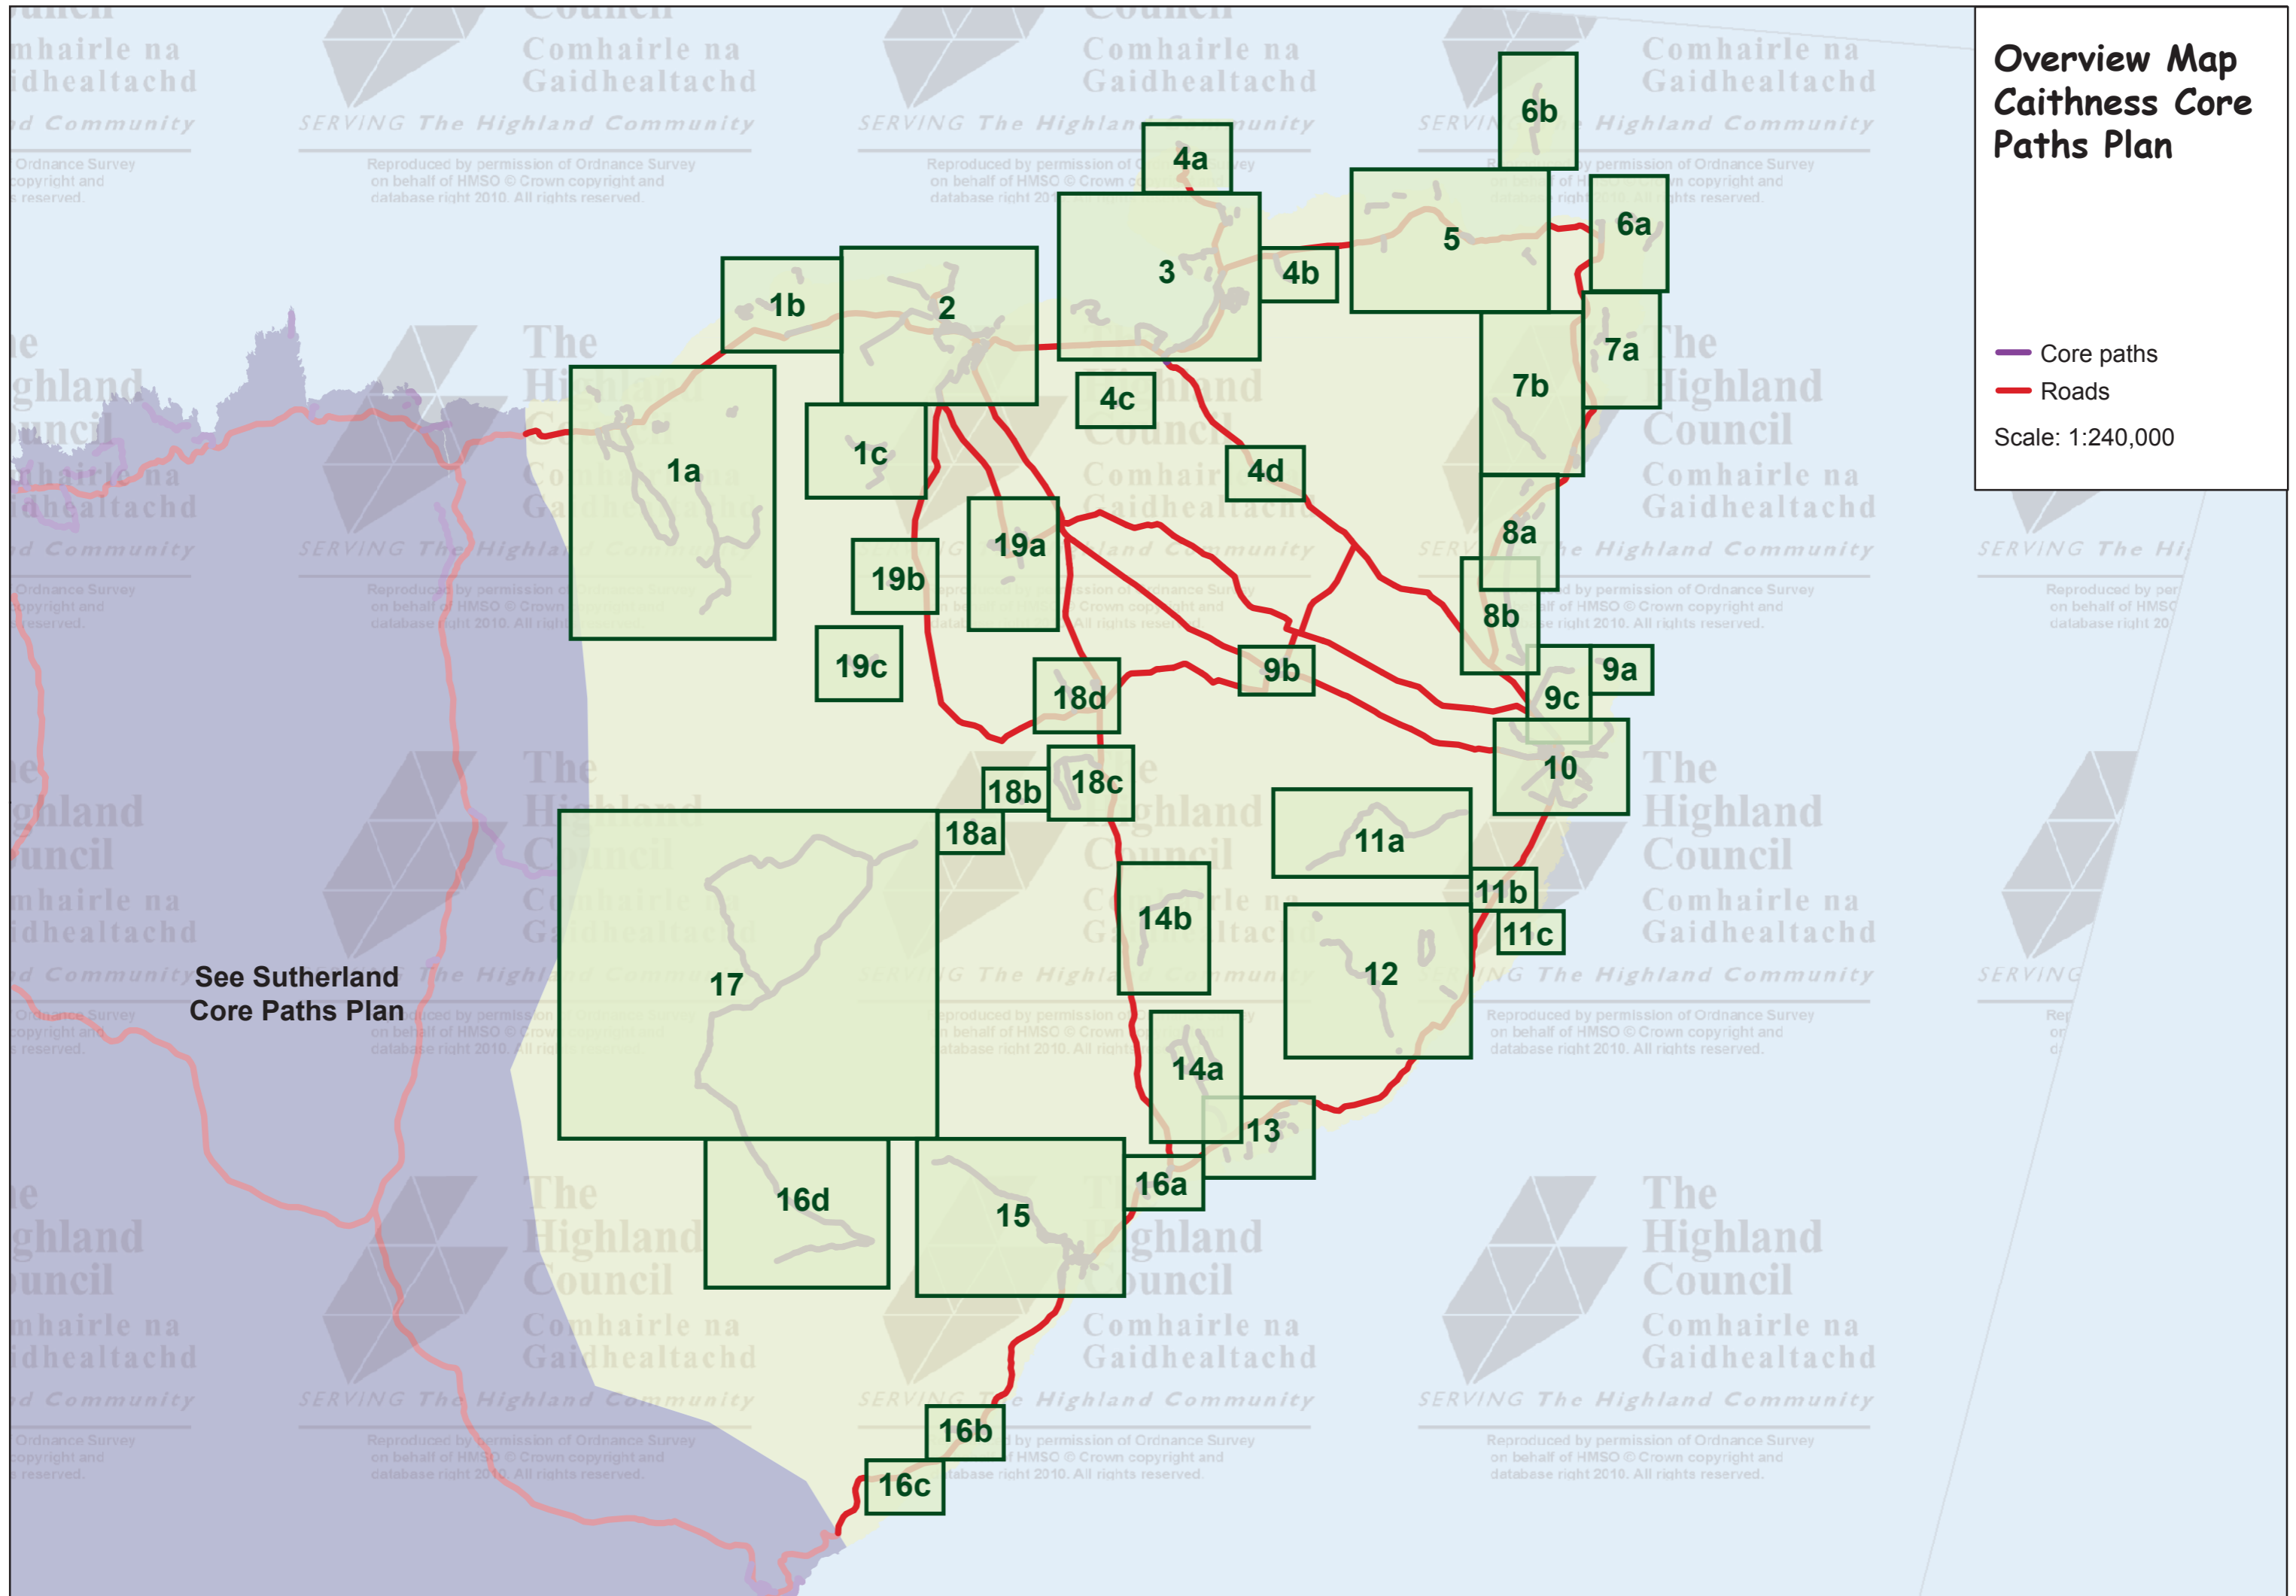 Overview Map
Caithness Core
Paths Plan
Core paths
Roads
Scale: 1:240,000
6b
4a
6a
5
3
4b
1b
2
7a
7b
4c
1a
1c
4d
8a
19a
19b
8b
19c
9b
9a
18d
9c
10
18c
18b
18a
11a
11b
14b
11c
12
17
See Sutherland
Core Paths Plan
14a
13
16a
16d
15
16b
16c
The
Highland
Council
Comhairle na
Gaidhealtachd
SERVING The Highland Community
Reproduced by permission of Ordnance Survey
on behalf of HMSO © Crown copyright and
database right 2010. All rights reserved.